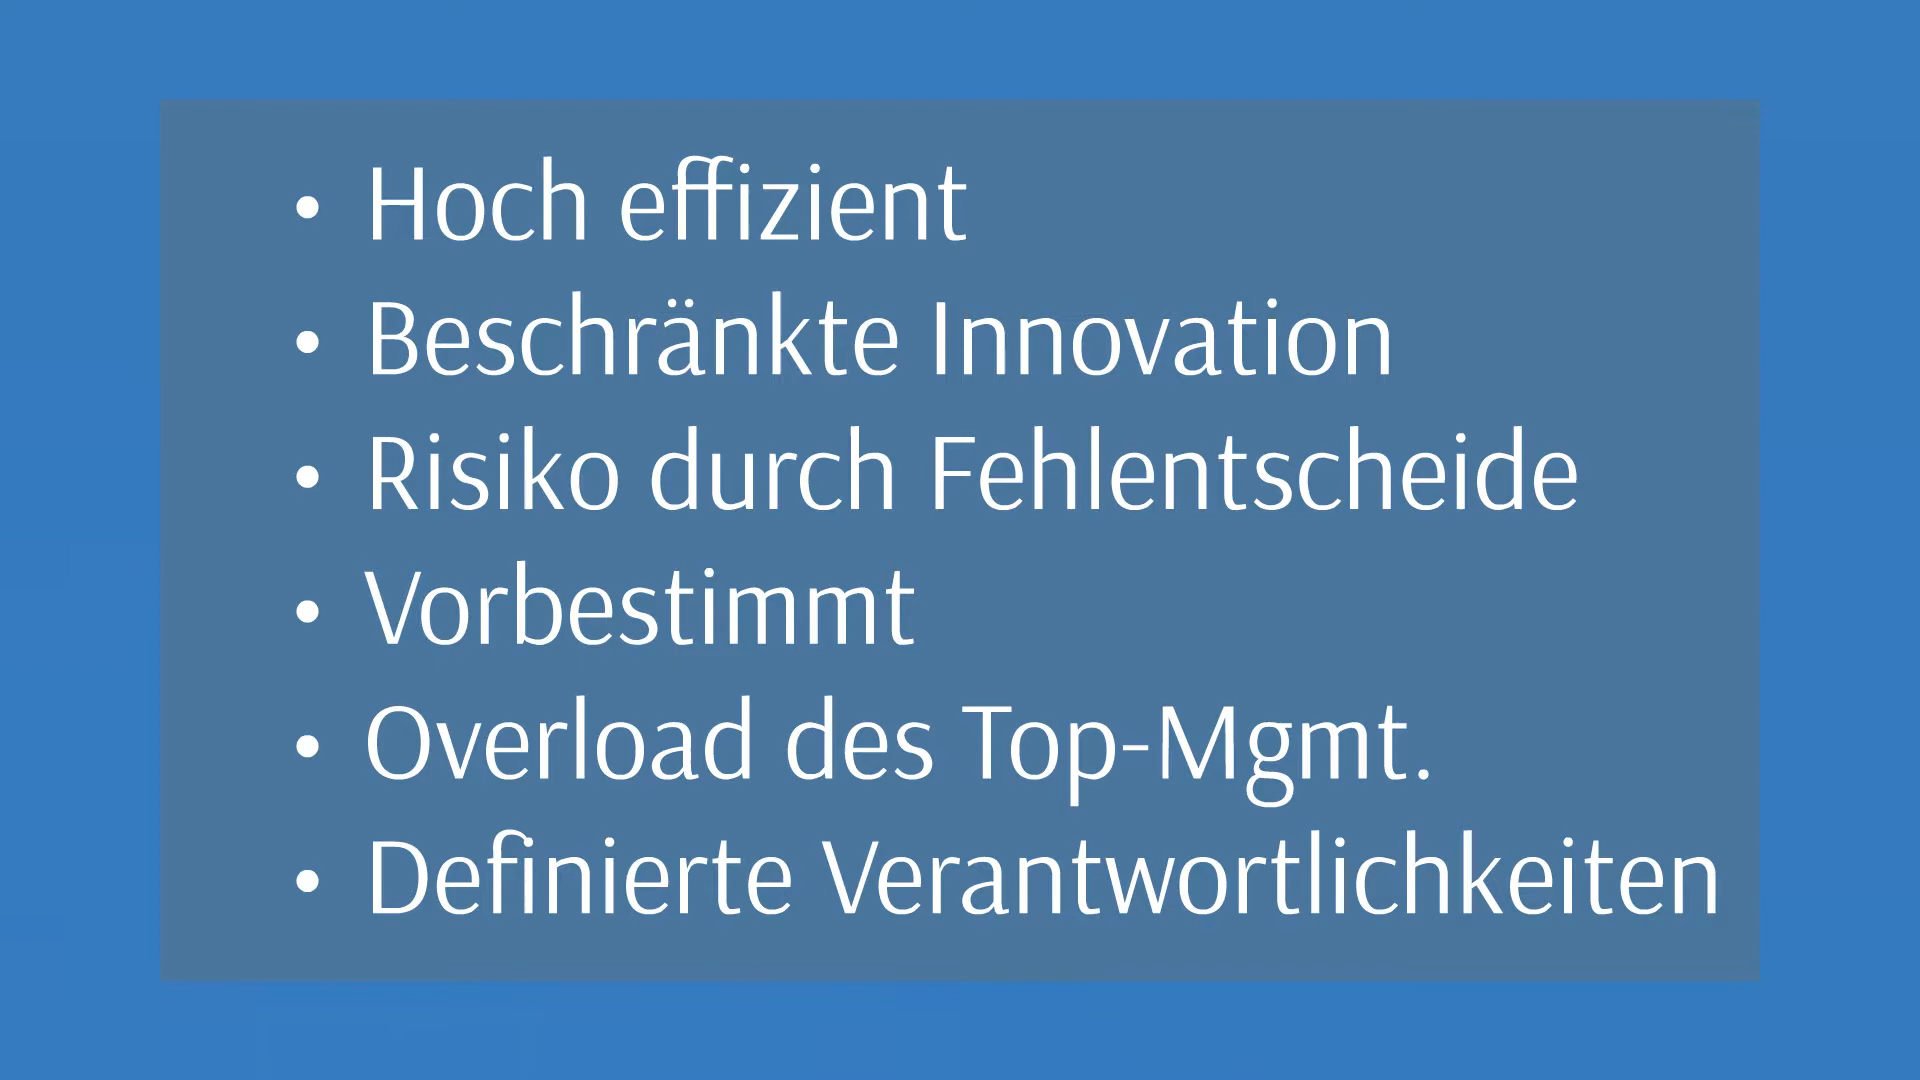 • Hoch effizient
• Beschränkte Innovation
• Risiko durch Fehlentscheide
• Vorbestimmt
• Overload des Top-Mgmt.
• Definierte Verantwortlichkeiten